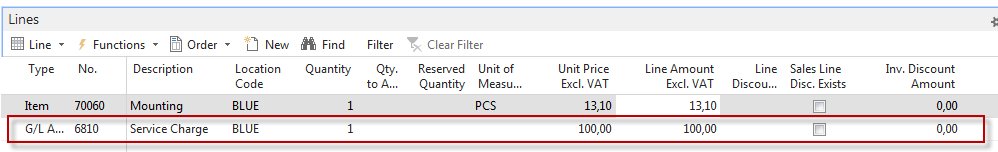 Lines
Line Functions Order New Find Filter Clear Filter
Type No. Description Location Code Quantity Qty. to A... Reserved Quantity Unit of Measu... Unit Price Excl. VAT Line Amount Excl. VAT Line Discou... Sales Line Disc. Exists Inv. Discount Amount
Item 70060 Mounting BLUE 1 PCS 13,10 13,10 0,00
G/L A... 6810 Service Charge BLUE 1 100,00 100,00 0,00